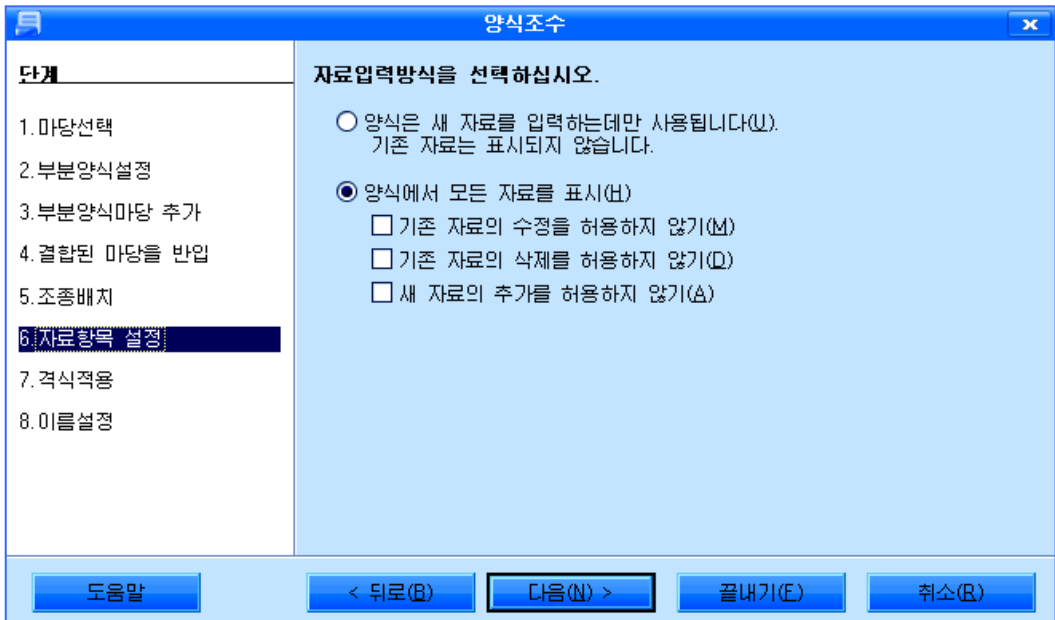 양식조수
단계
1.마당선택
2.부분양식설정
3.부분양식마당 추가
4.결합된 마당을 반입
5.조종배치
6.자료항목 설정
7.격식적용
8.이름설정
자료입력방식을 선택하십시오.
양식은 새 자료를 입력하는데만 사용됩니다(U).
기존 자료는 표시되지 않습니다.
양식에서 모든 자료를 표시(H)
기존 자료의 수정을 허용하지 않기(M)
기존 자료의 삭제를 허용하지 않기(D)
새 자료의 추가를 허용하지 않기(A)
도움말
< 뒤로(B)
다음(N) >
끝내기(F)
취소(R)